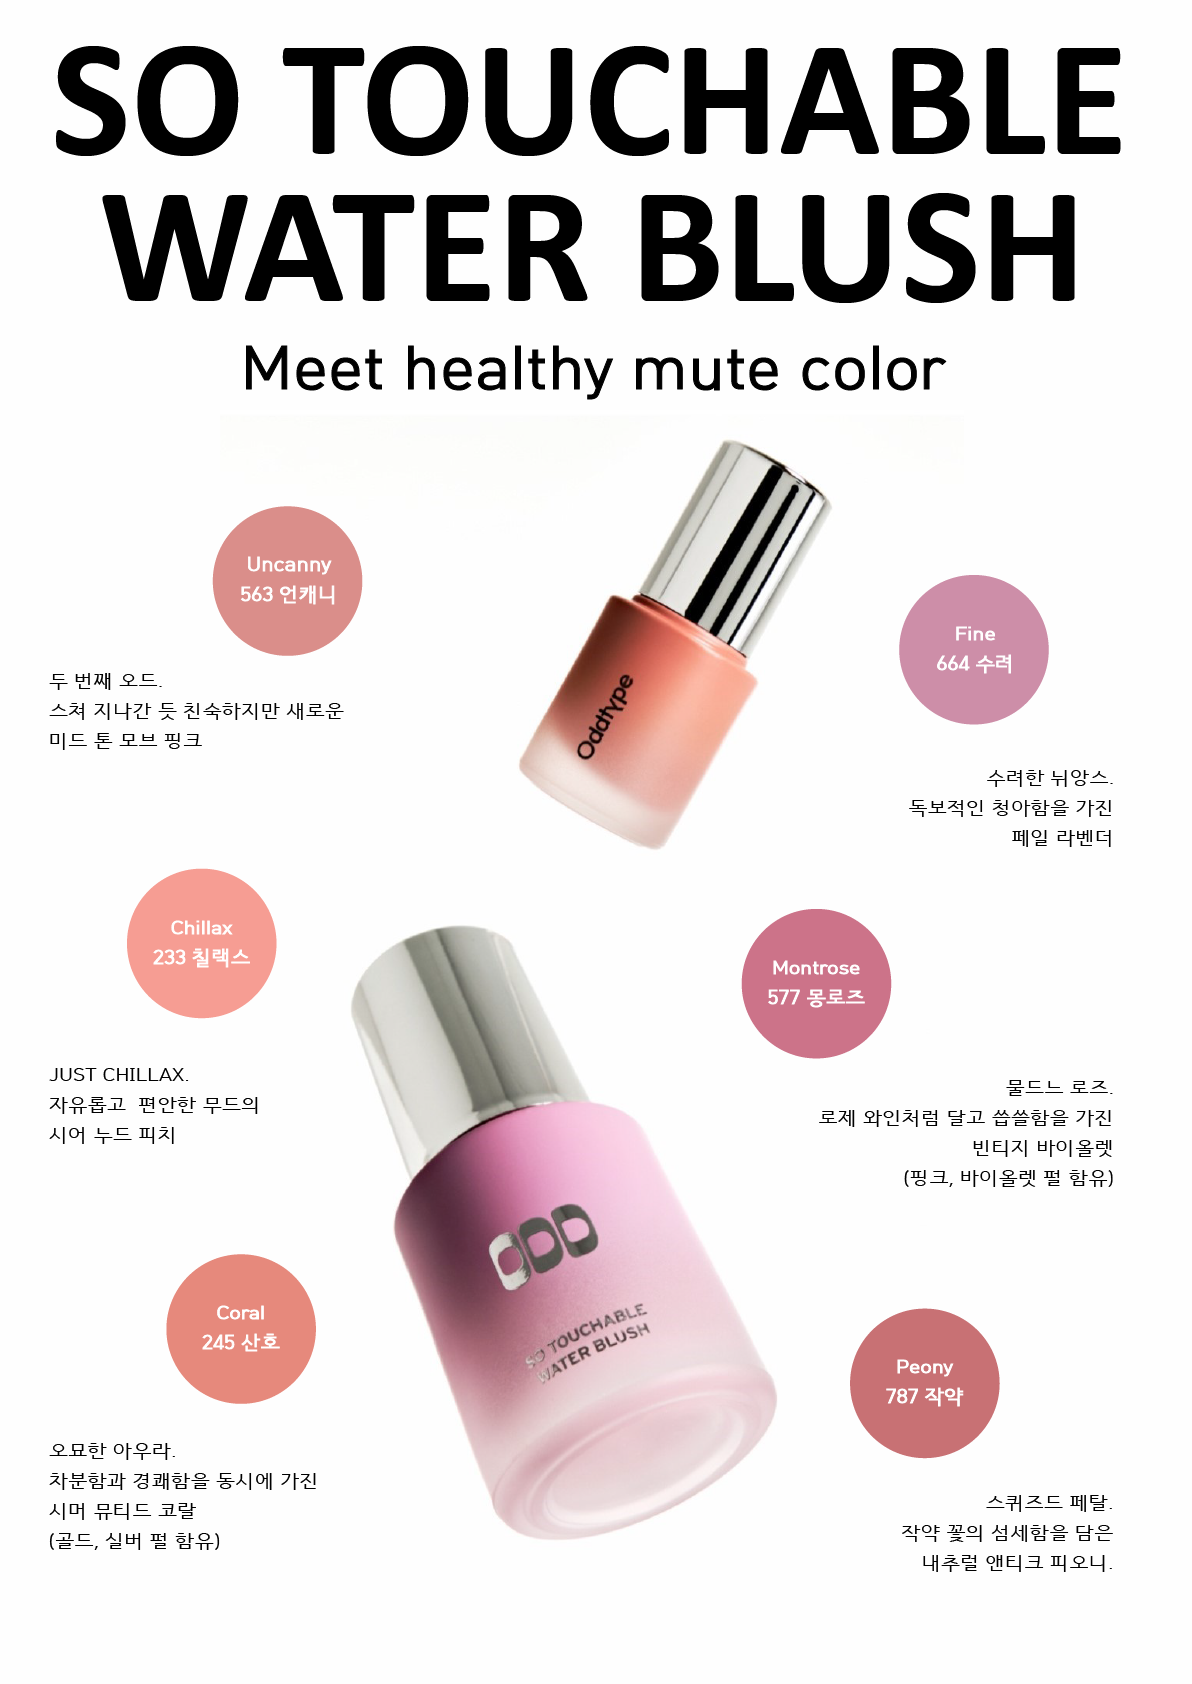 SO TOUCHABLE
WATER BLUSH
Meet healthy mute color
Uncanny
563 언캐니
두 번째 오드.
스쳐 지나간 듯 친숙하지만 새로운
미드 톤 모브 핑크
Oddtype
Fine
664 수려
수려한 뉘앙스.
독보적인 청아함을 가진
페일 라벤더
Chillax
233 칠랙스
JUST CHILLAX.
자유롭고 편안한 무드의
시어 누드 피치
Montrose
577 몽로즈
물드느 로즈.
로제 와인처럼 달고 씁쓸함을 가진
빈티지 바이올렛
(핑크, 바이올렛 펄 함유)
ODD
SO TOUCHABLE
WATER BLUSH
Coral
245 산호
오묘한 아우라.
차분함과 경쾌함을 동시에 가진
시머 뮤티드 코랄
(골드, 실버 펄 함유)
Peony
787 작약
스퀴즈드 페탈.
작약 꽃의 섬세함을 담은
내추럴 앤티크 피오니.